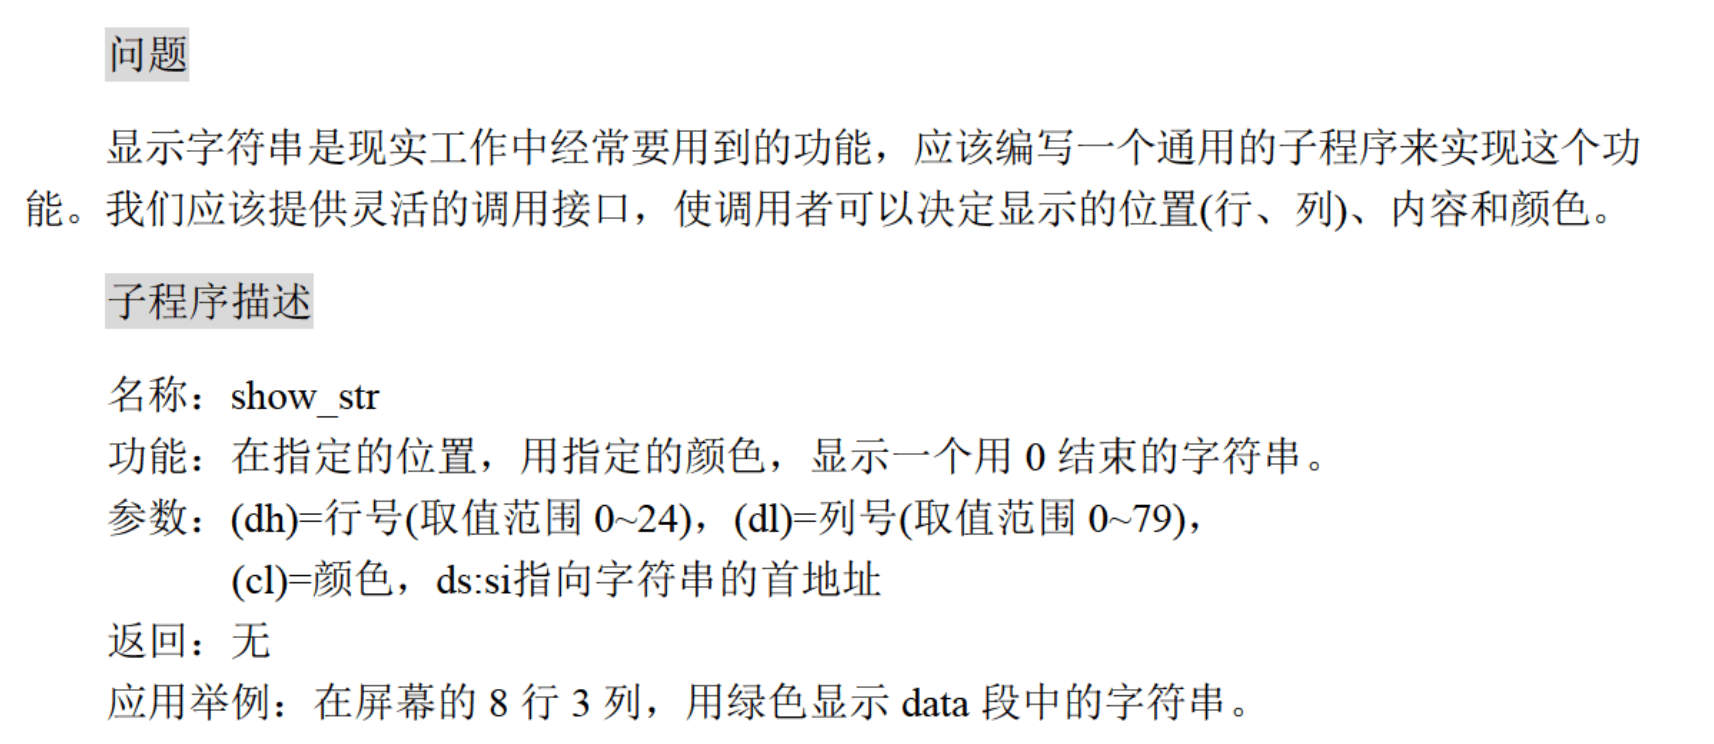 问题
显示字符串是现实工作中经常要用到的功能，应该编写一个通用的子程序来实现这个功
能。我们应该提供灵活的调用接口，使调用者可以决定显示的位置(行、列)、内容和颜色。
子程序描述
名称：show_str
功能：在指定的位置，用指定的颜色，显示一个用 0 结束的字符串。
参数：(dh)=行号(取值范围 0~24)，(dl)=列号(取值范围 0~79)，
(cl)=颜色，ds:si指向字符串的首地址
返回：无
应用举例：在屏幕的 8 行 3 列，用绿色显示 data 段中的字符串。